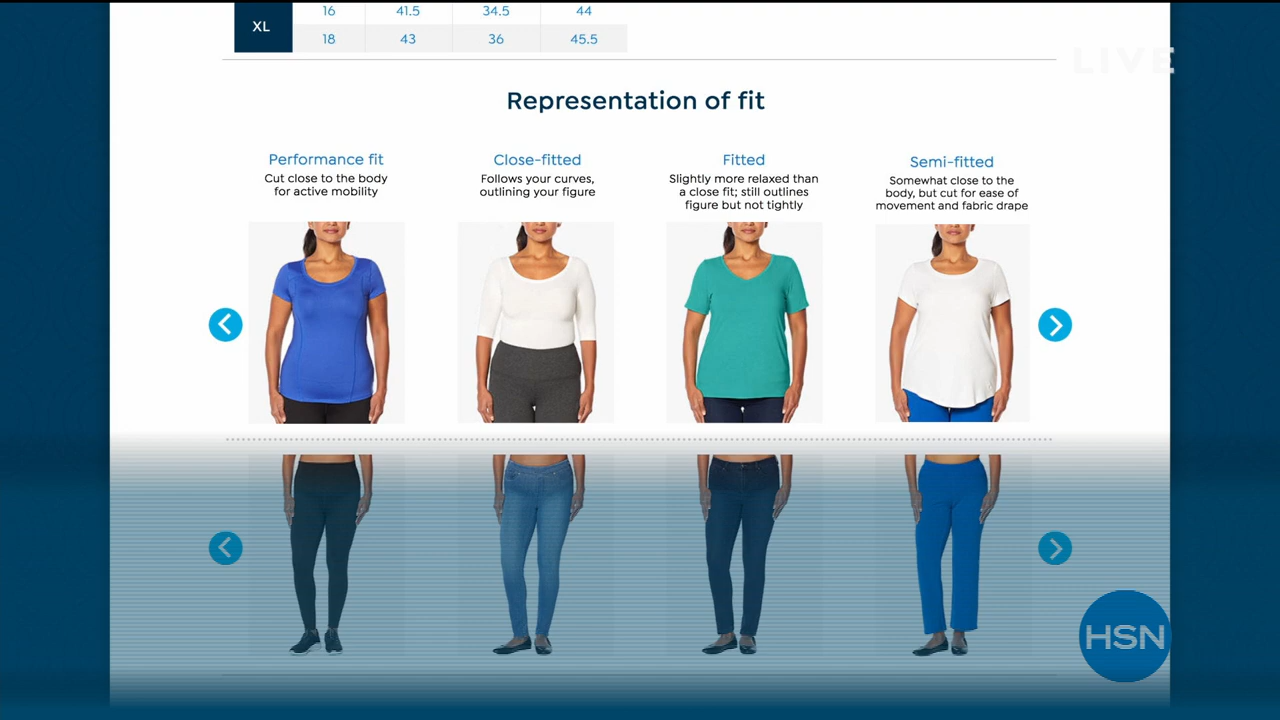 XL
16 41.5 34.5 44
18 43 36 45.5
LIVE
Representation of fit
Performance fit
Cut close to the body
for active mobility
Close-fitted
Follows your curves,
outlining your figure
Fitted
Slightly more relaxed than
a close fit; still outlines
figure but not tightly
Semi-fitted
Somewhat close to the
body, but cut for ease of
movement and fabric drape
HSN